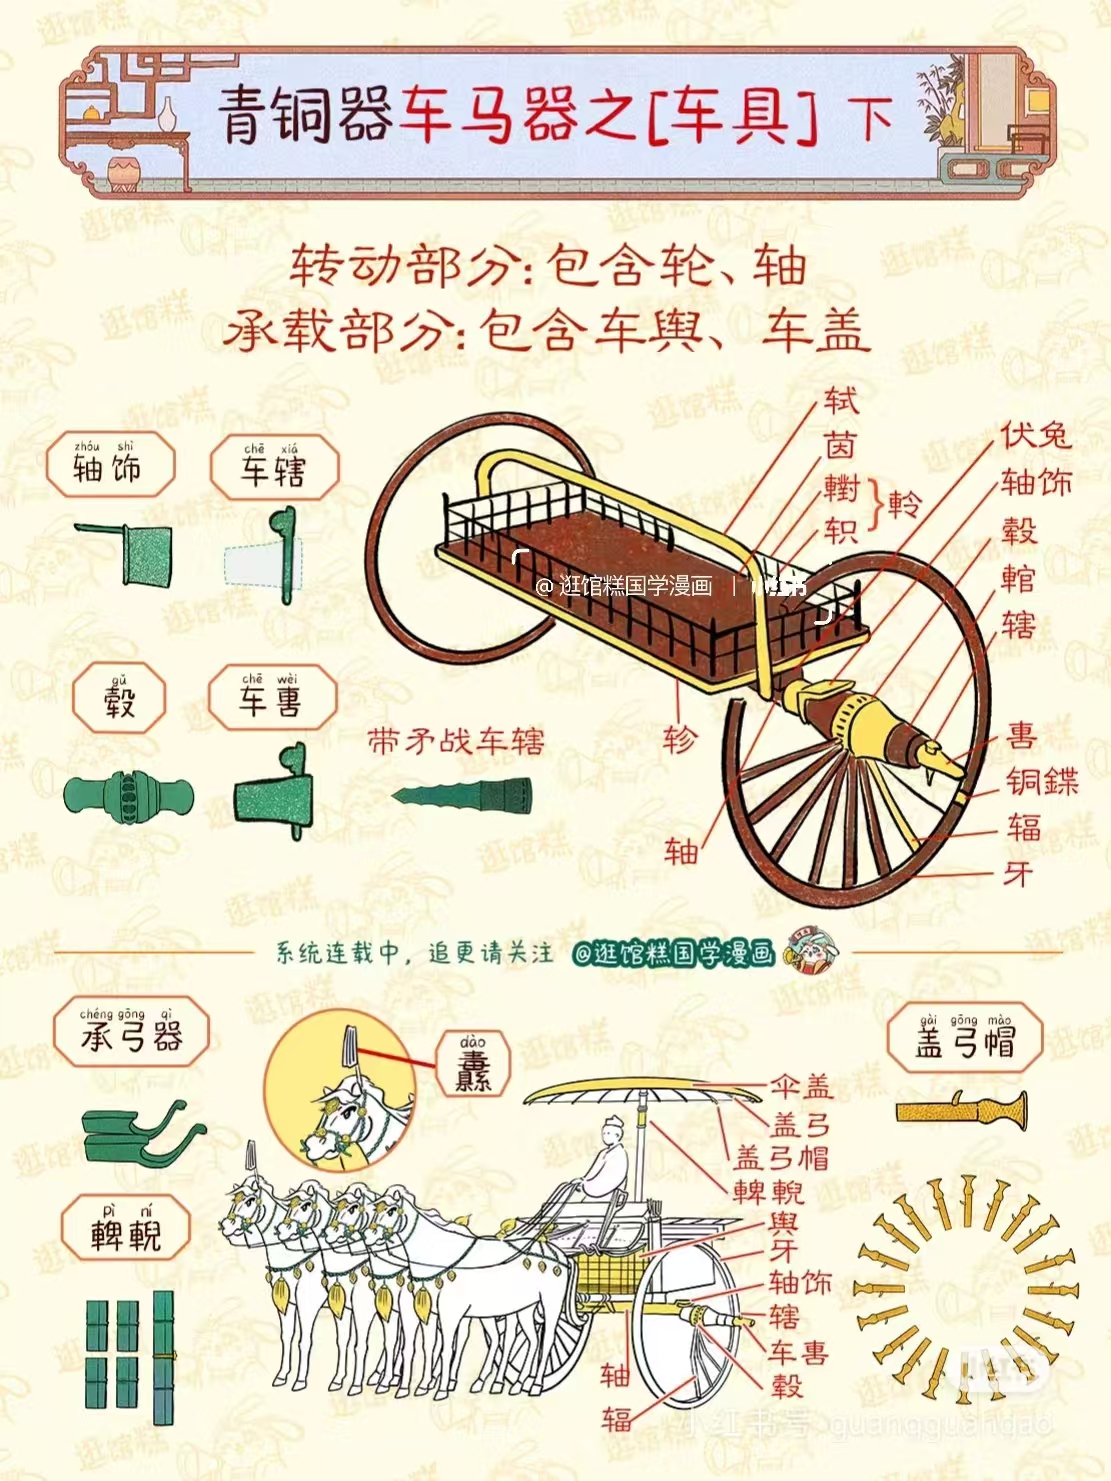 青铜器车马器之[车具] 下
转动部分:包含轮、轴
承载部分:包含车舆、车盖
zhóu shì
轴饰
chē xiá
车辖
gǔ
毂
chē wèi
车軎
带矛战车辖
轼
茵
轛
轵
軨
伏兔
轴饰
毂
輨
辖
軎
铜鍱
辐
牙
轸
轴
@ 逛馆糕国学漫画
系统连载中,追更请关注 @逛馆糕国学漫画
chéng gōng qì
承弓器
dào
纛
gài gōng mào
盖弓帽
pì ní
轛輗
伞盖
盖弓
盖弓帽
輗
舆
牙
轴饰
辖
车軎
毂
轴
辐
小红书号 guangguangao